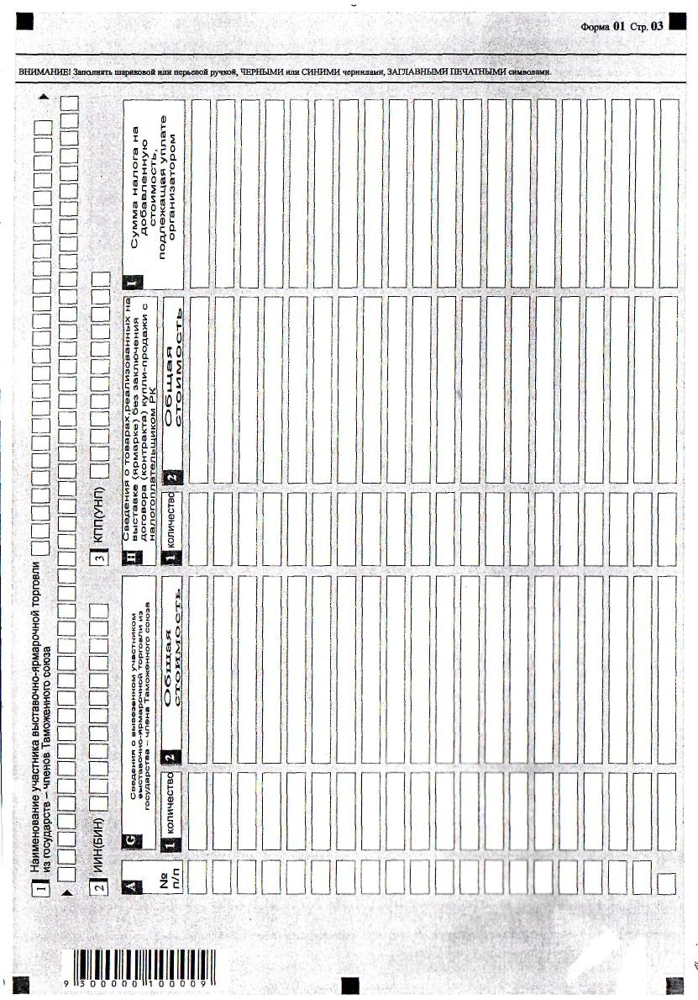 Форма 01 Стр. 03
ВНИМАНИЕ! Заполнять шариковой или перьевой ручкой, ЧЕРНЫМИ или СИНИМИ чернилами, ЗАГЛАВНЫМИ ПЕЧАТНЫМИ символами.
1 Наименование участника выставочно-ярмарочной торговли
из государств – членов Таможенного союза
2 ИИН(БИН)
3 КПП(УНП)
A
№
п/п
G Сведения о вывезенном участником
выставочно-ярмарочной торговли из
государства – члена Таможенного союза
1 количество
2 Общая
стоимость
H Сведения о товарах,реализованных на
выставке (ярмарке) без заключения
договора (контракта) купли-продажи с
налогоплательщиком РК
1 количество
2 Общая
стоимость
I Сумма налога на
добавленную
стоимость,
подлежащая уплате
организатором
9 300000 100009